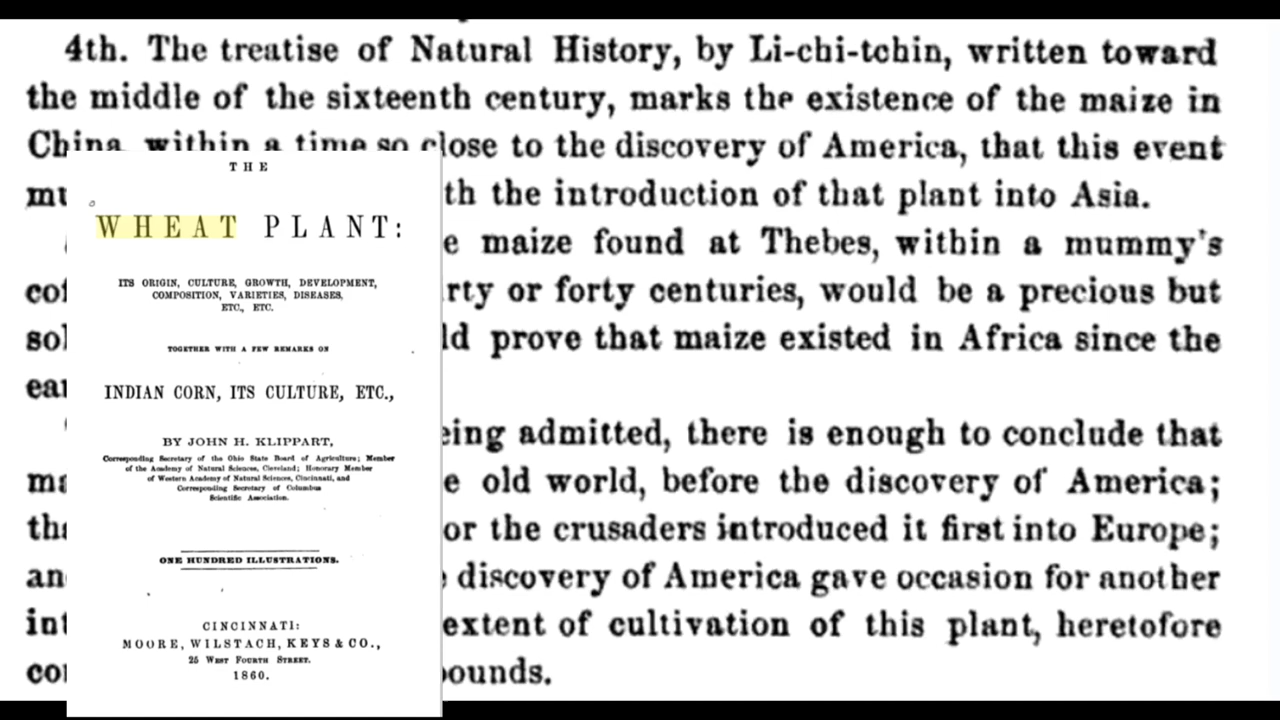 4th. The treatise of Natural History, by Li-chi-tchin, written toward
the middle of the sixteenth century, marks the existence of the maize in
China within a time so close to the discovery of America, that this event
th the introduction of that plant into Asia.
e maize found at Thebes, within a mummy's
rty or forty centuries, would be a precious but
ld prove that maize existed in Africa since the
eing admitted, there is enough to conclude that
e old world, before the discovery of America;
or the crusaders introduced it first into Europe;
discovery of America gave occasion for another
extent of cultivation of this plant, heretofore
ounds.
THE
WHEAT PLANT:
ITS ORIGIN, CULTURE, GROWTH, DEVELOPMENT,
COMPOSITION, VARIETIES, DISEASES,
ETC., ETC.
TOGETHER WITH A FEW REMARKS ON
INDIAN CORN, ITS CULTURE, ETC.,
BY JOHN H. KLIPPART,
Corresponding Secretary of the Ohio State Board of Agriculture; Member
of the Academy of Natural Sciences, Cleveland; Honorary Member
of Western Academy of Natural Sciences, Cincinnati, and
Corresponding Secretary of Columbus
Scientific Association.
ONE HUNDRED ILLUSTRATIONS.
CINCINNATI:
MOORE, WILSTACH, KEYS & CO.,
25 WEST FOURTH STREET.
1860.